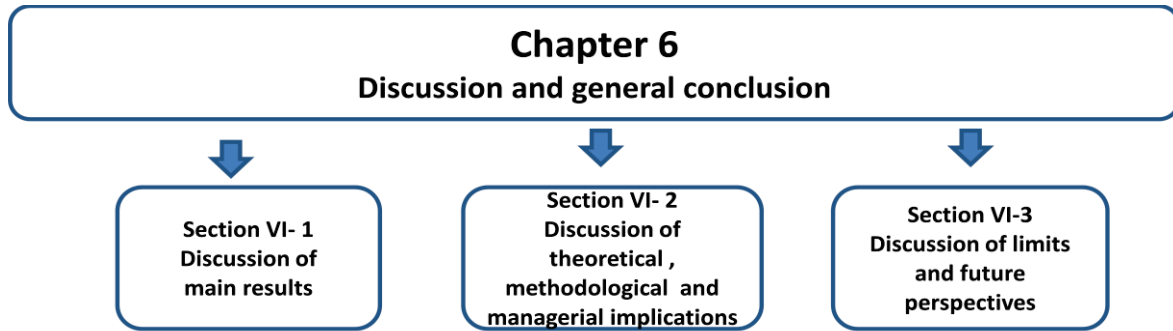 Chapter 6
Discussion and general conclusion
Section VI- 1
Discussion of
main results
Section VI- 2
Discussion of
theoretical ,
methodological and
managerial implications
Section VI-3
Discussion of limits
and future
perspectives